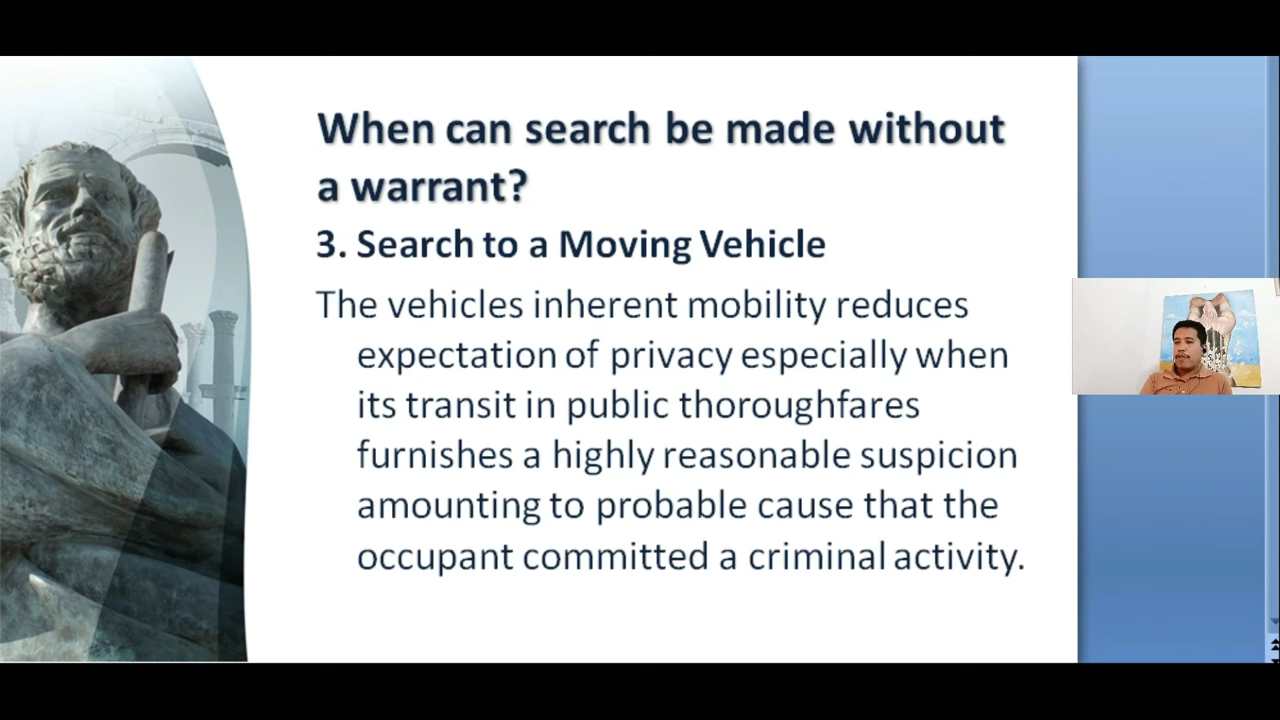 When can search be made without
a warrant?
3. Search to a Moving Vehicle
The vehicles inherent mobility reduces
expectation of privacy especially when
its transit in public thoroughfares
furnishes a highly reasonable suspicion
amounting to probable cause that the
occupant committed a criminal activity.